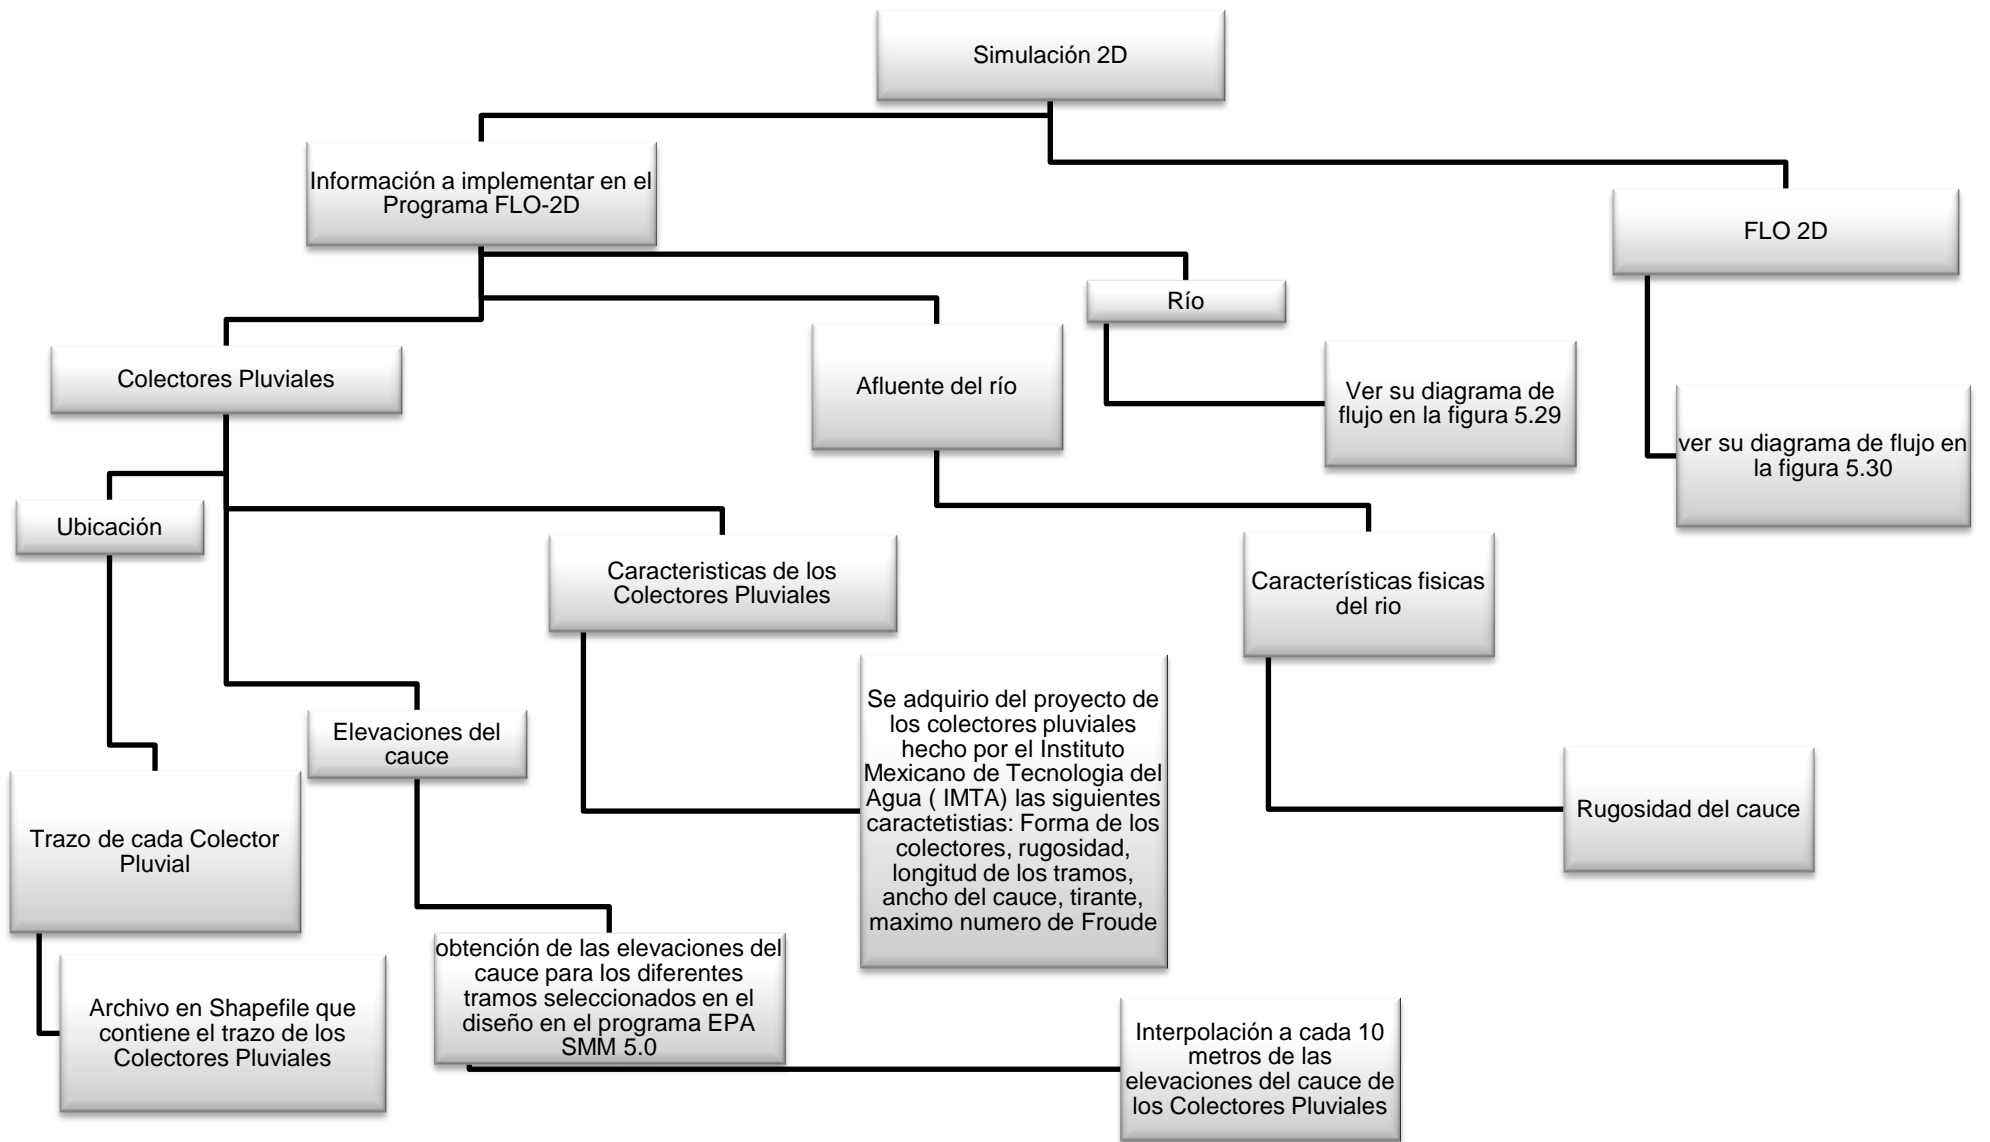 Simulación 2D
Información a implementar en el
Programa FLO-2D
FLO 2D
Río
Colectores Pluviales
Afluente del río
Ver su diagrama de
flujo en la figura 5.29
ver su diagrama de flujo en
la figura 5.30
Ubicación
Caracteristicas de los
Colectores Pluviales
Características fisicas
del rio
Elevaciones del
cauce
Se adquirio del proyecto de
los colectores pluviales
hecho por el Instituto
Mexicano de Tecnologia del
Agua ( IMTA) las siguientes
caractetistias: Forma de los
colectores, rugosidad,
longitud de los tramos,
ancho del cauce, tirante,
maximo numero de Froude
Rugosidad del cauce
Trazo de cada Colector
Pluvial
obtención de las elevaciones del
cauce para los diferentes
tramos seleccionados en el
diseño en el programa EPA
SMM 5.0
Archivo en Shapefile que
contiene el trazo de los
Colectores Pluviales
Interpolación a cada 10
metros de las
elevaciones del cauce de
los Colectores Pluviales